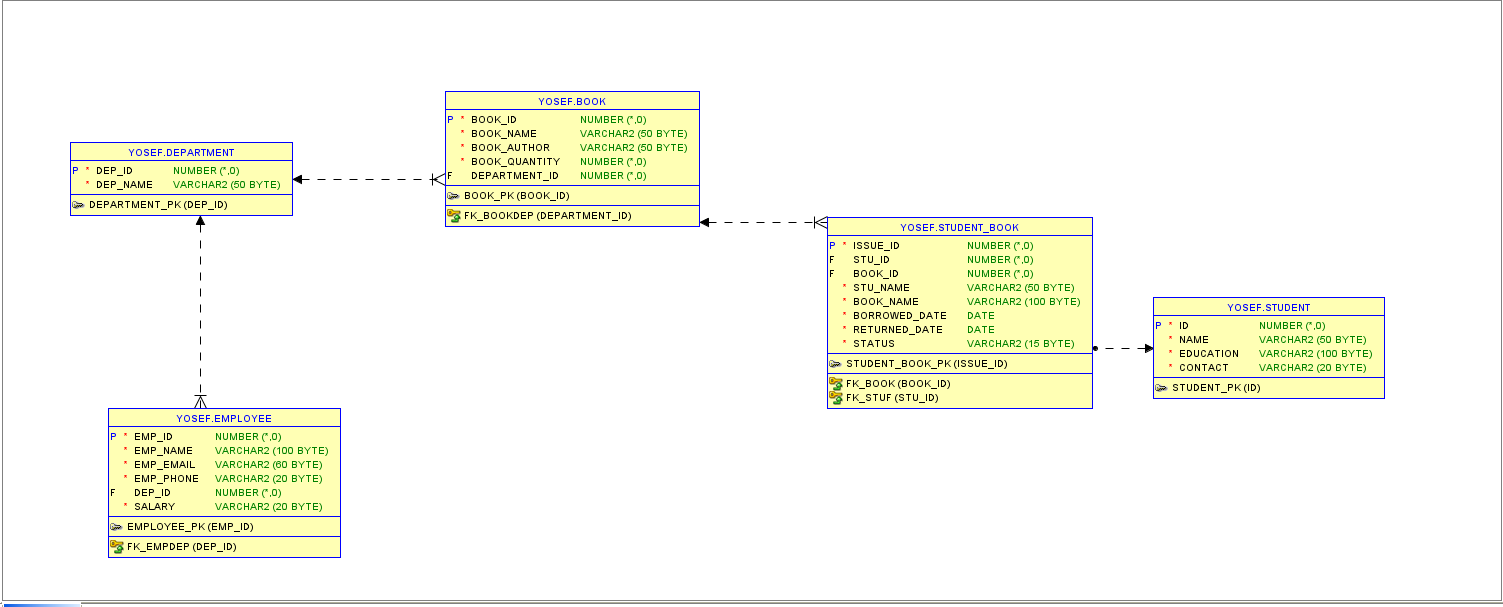 YOSEF.DEPARTMENT
P * DEP_ID NUMBER (*,0)
* DEP_NAME VARCHAR2 (50 BYTE)
DEPARTMENT_PK (DEP_ID)
YOSEF.BOOK
P * BOOK_ID NUMBER (*,0)
* BOOK_NAME VARCHAR2 (50 BYTE)
* BOOK_AUTHOR VARCHAR2 (50 BYTE)
* BOOK_QUANTITY NUMBER (*,0)
F DEPARTMENT_ID NUMBER (*,0)
BOOK_PK (BOOK_ID)
FK_BOOKDEP (DEPARTMENT_ID)
YOSEF.STUDENT_BOOK
P * ISSUE_ID NUMBER (*,0)
F STU_ID NUMBER (*,0)
F BOOK_ID NUMBER (*,0)
* STU_NAME VARCHAR2 (50 BYTE)
* BOOK_NAME VARCHAR2 (100 BYTE)
* BORROWED_DATE DATE
* RETURNED_DATE DATE
* STATUS VARCHAR2 (15 BYTE)
STUDENT_BOOK_PK (ISSUE_ID)
FK_BOOK (BOOK_ID)
FK_STUF (STU_ID)
YOSEF.STUDENT
P * ID NUMBER (*,0)
* NAME VARCHAR2 (50 BYTE)
* EDUCATION VARCHAR2 (100 BYTE)
* CONTACT VARCHAR2 (20 BYTE)
STUDENT_PK (ID)
YOSEF.EMPLOYEE
P * EMP_ID NUMBER (*,0)
* EMP_NAME VARCHAR2 (100 BYTE)
* EMP_EMAIL VARCHAR2 (60 BYTE)
* EMP_PHONE VARCHAR2 (20 BYTE)
F DEP_ID NUMBER (*,0)
* SALARY VARCHAR2 (20 BYTE)
EMPLOYEE_PK (EMP_ID)
FK_EMPDEP (DEP_ID)